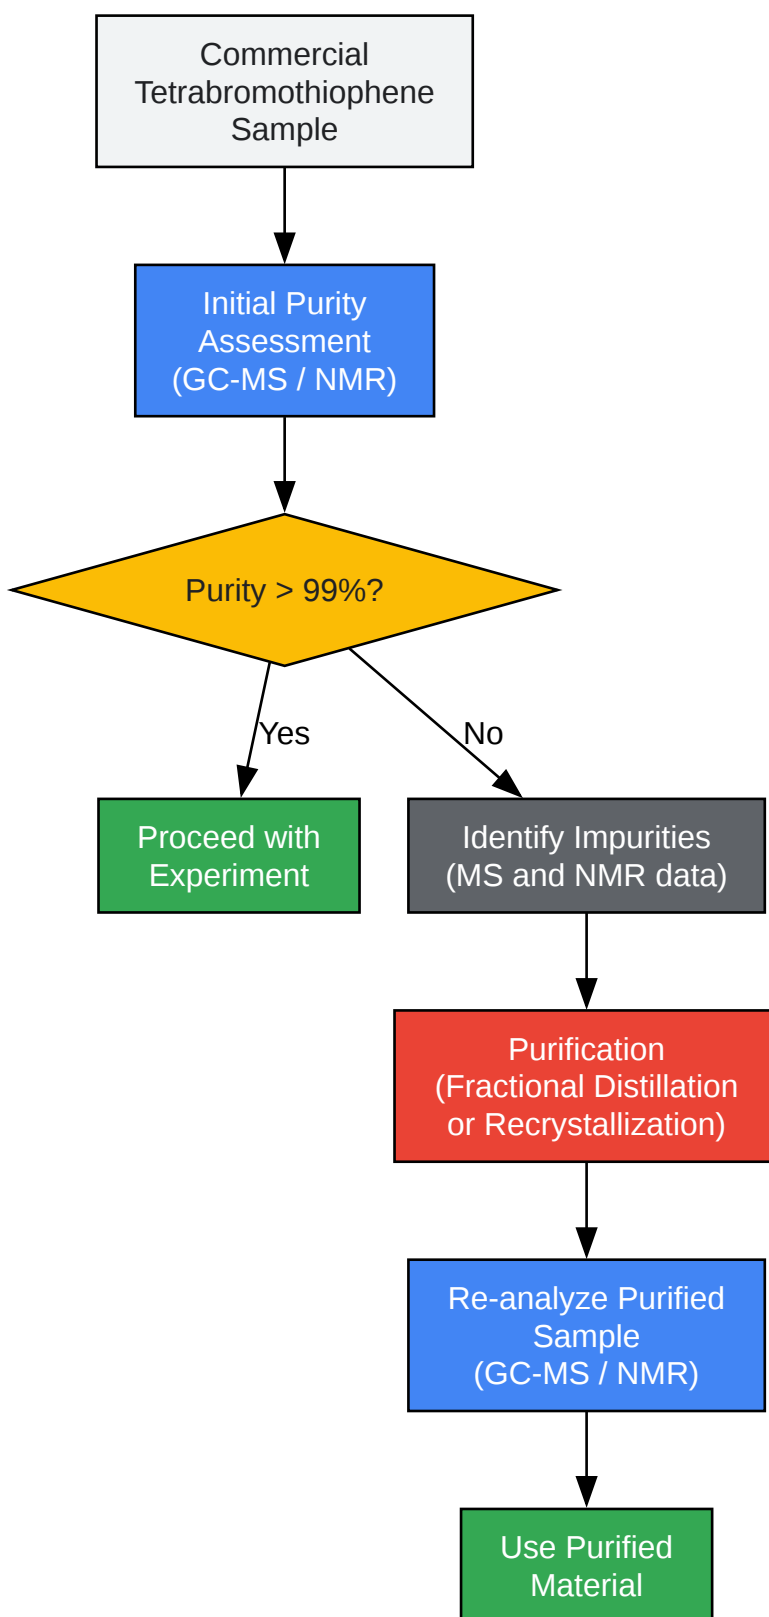 Commercial
Tetrabromothiophene
Sample
Initial Purity
Assessment
(GC-MS / NMR)
Purity > 99%?
Yes
No
Proceed with
Experiment
Identify Impurities
(MS and NMR data)
Purification
(Fractional Distillation
or Recrystallization)
Re-analyze Purified
Sample
(GC-MS / NMR)
Use Purified
Material